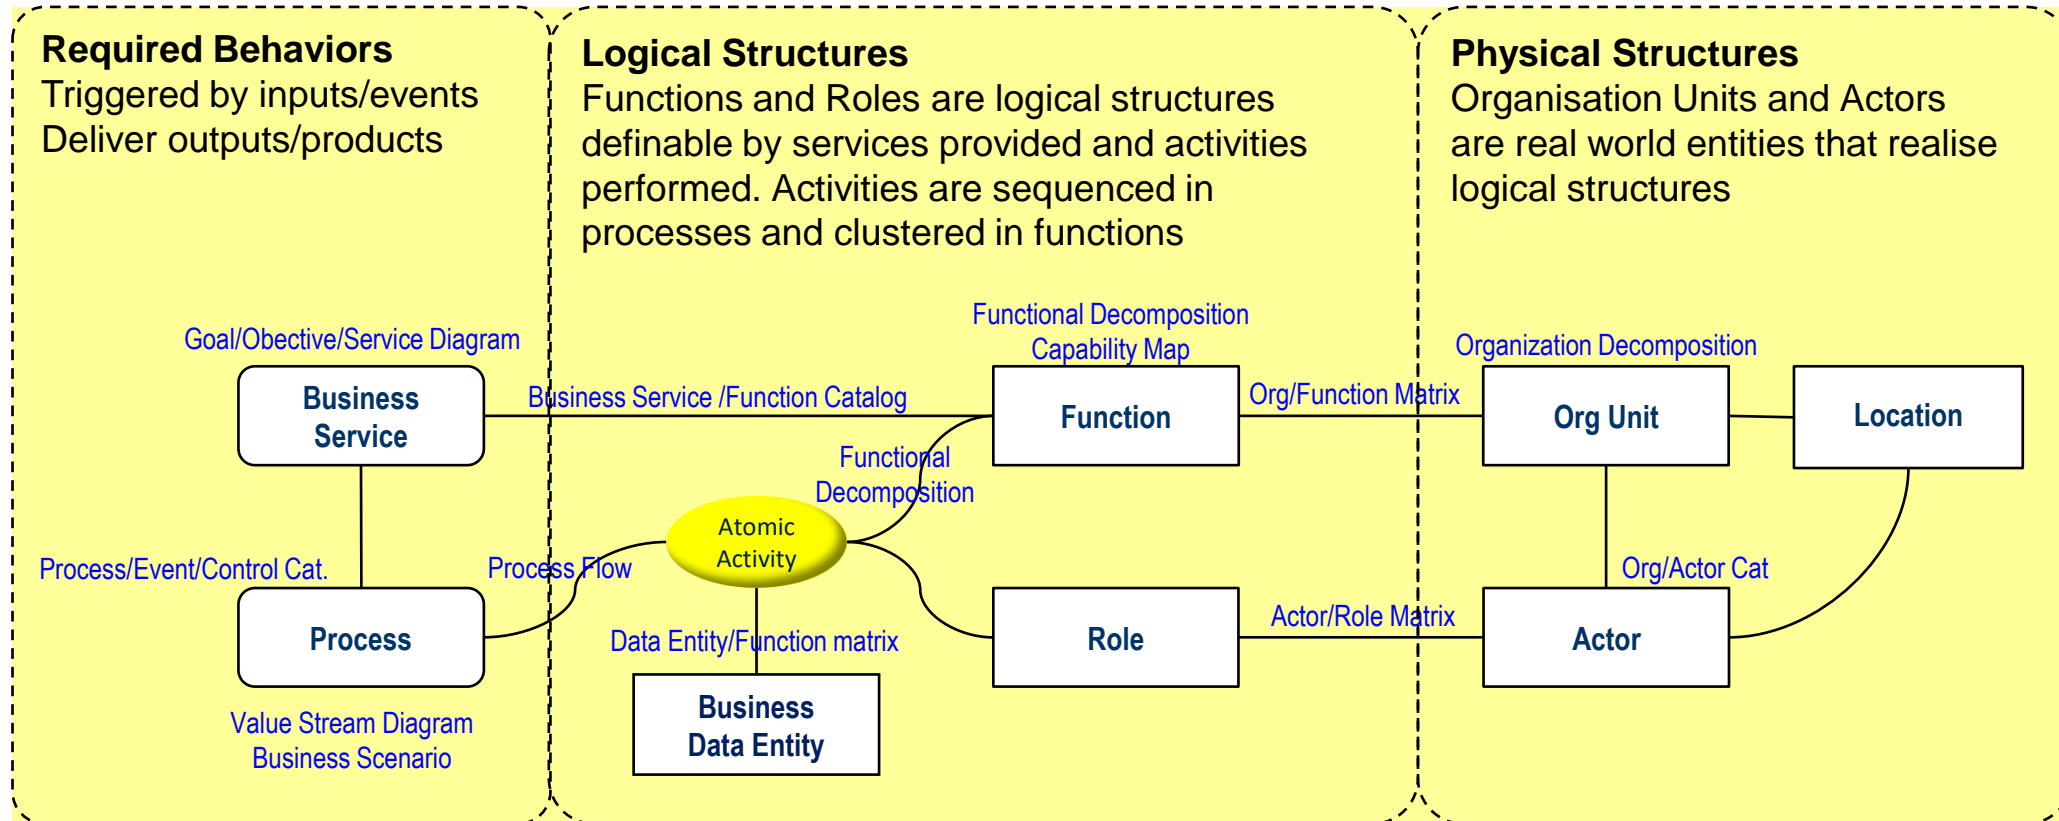 Required Behaviors
Triggered by inputs/events
Deliver outputs/products
Logical Structures
Functions and Roles are logical structures
definable by services provided and activities
performed. Activities are sequenced in
processes and clustered in functions
Physical Structures
Organisation Units and Actors
are real world entities that realise
logical structures
Goal/Obective/Service Diagram
Business
Service
Business Service /Function Catalog
Functional Decomposition
Capability Map
Function
Org/Function Matrix
Organization Decomposition
Org Unit
Location
Functional
Decomposition
Atomic
Activity
Process/Event/Control Cat.
Process Flow
Process
Value Stream Diagram
Business Scenario
Data Entity/Function matrix
Business
Data Entity
Role
Actor/Role Matrix
Org/Actor Cat
Actor